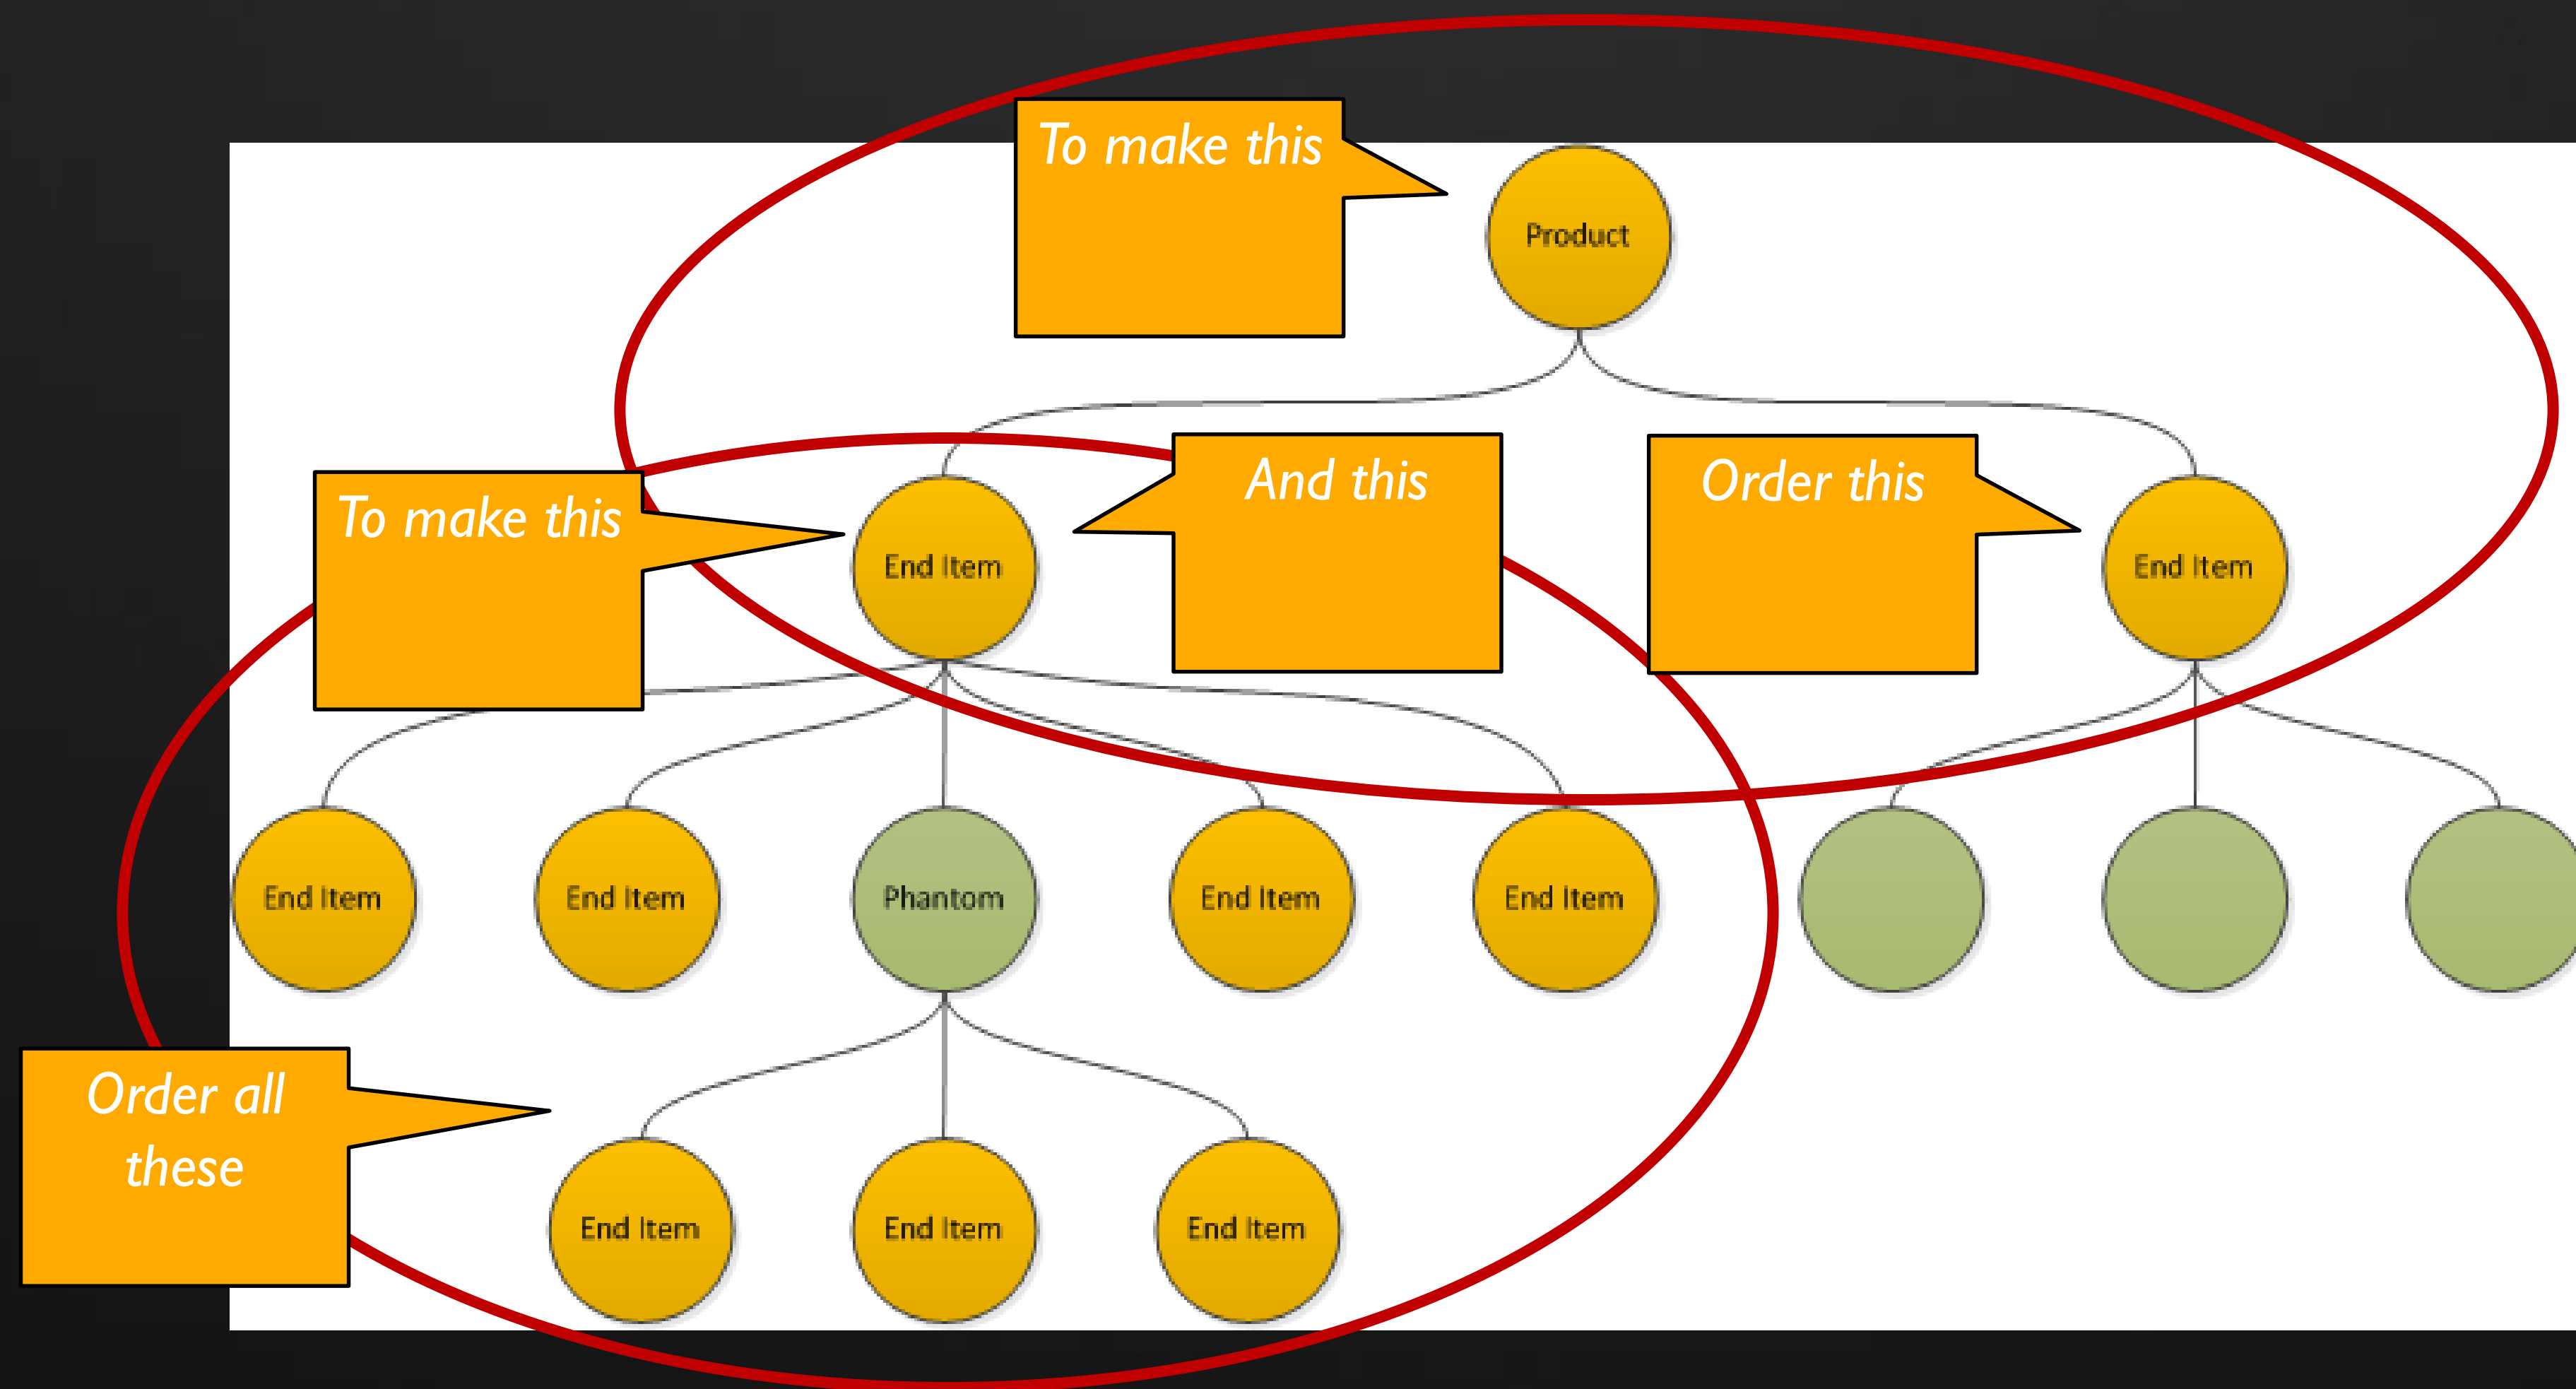 To make this
Product
And this
Order this
To make this
End Item
End Item
End Item
End Item
Phantom
End Item
End Item
Order all
these
End Item
End Item
End Item